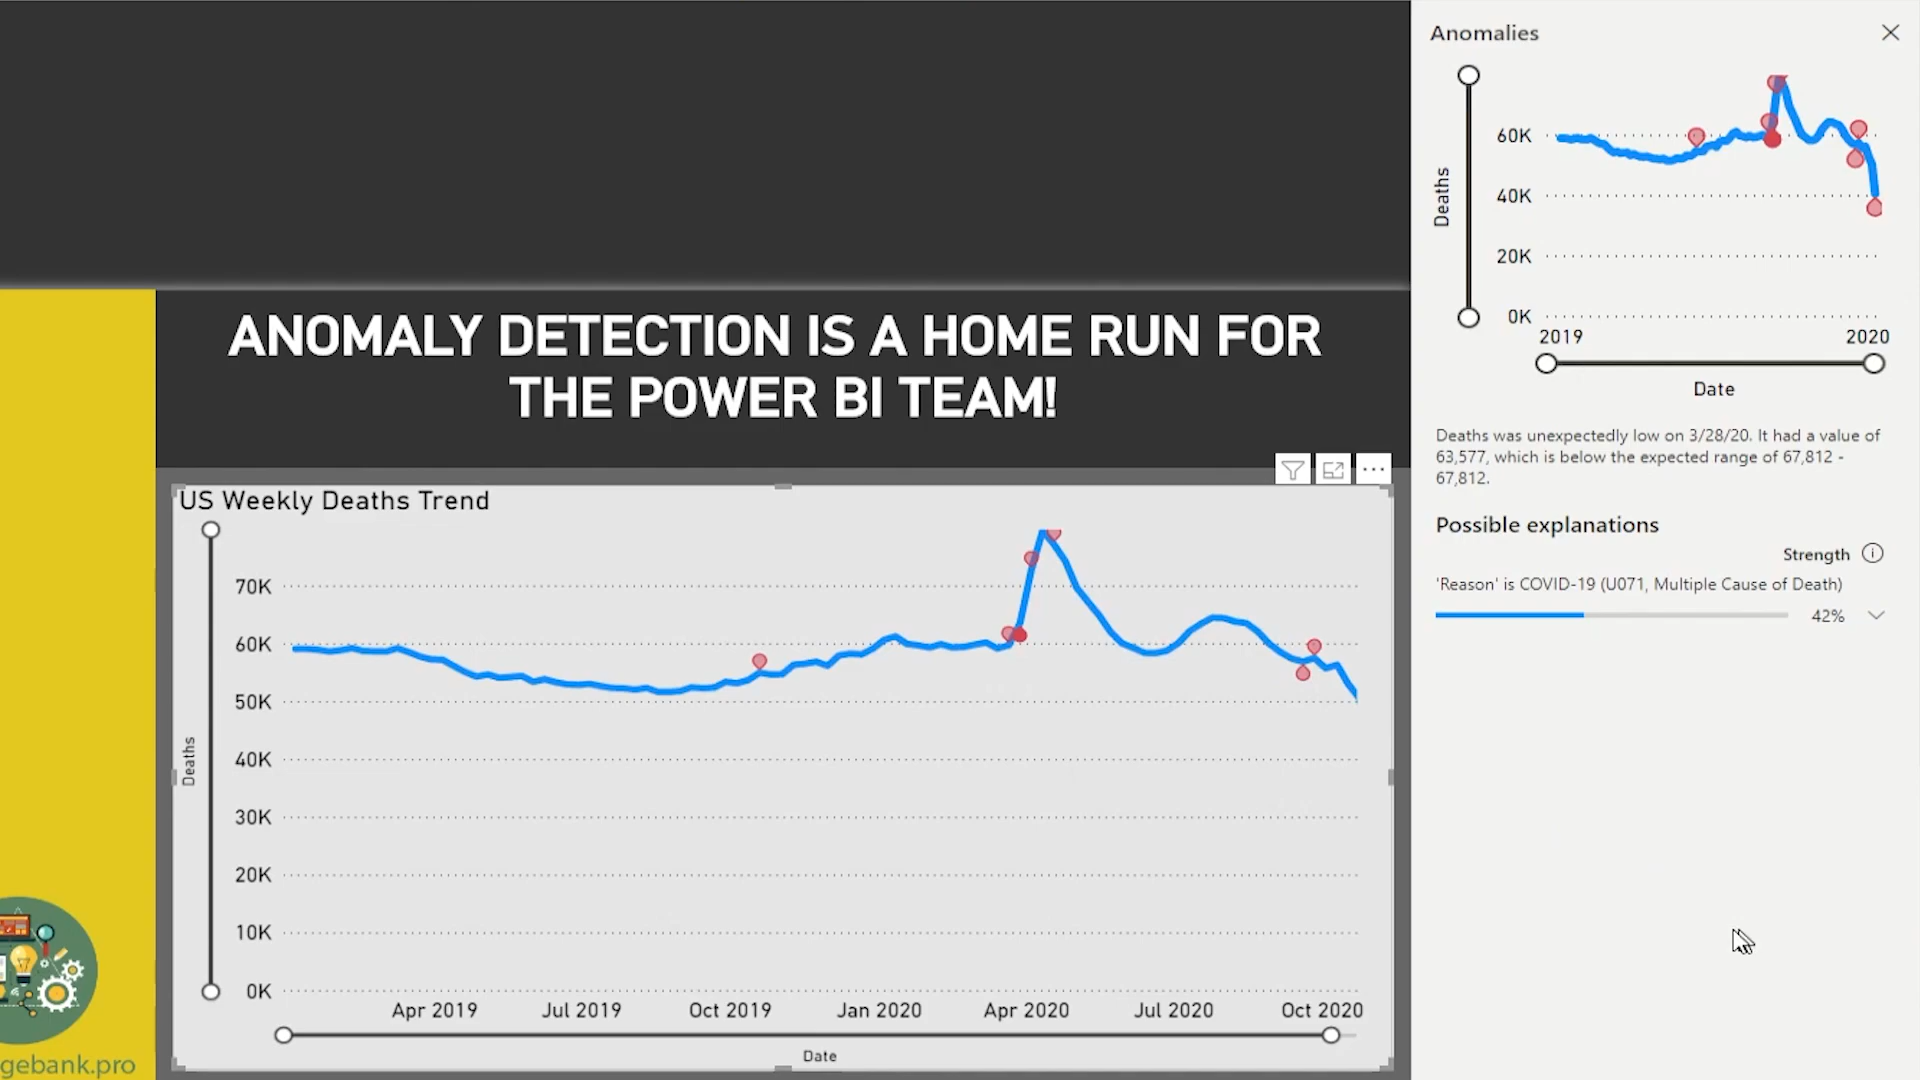 ANOMALY DETECTION IS A HOME RUN FOR
THE POWER BI TEAM!
US Weekly Deaths Trend
70K
60K
50K
40K
30K
20K
10K
0K
Deaths
Apr 2019
Jul 2019
Oct 2019
Jan 2020
Apr 2020
Jul 2020
Oct 2020
Date
gebank.pro
Anomalies
60K
40K
20K
0K
Deaths
2019
2020
Date
Deaths was unexpectedly low on 3/28/20. It had a value of
63,577, which is below the expected range of 67,812 -
67,812.
Possible explanations
Strength
'Reason' is COVID-19 (U071, Multiple Cause of Death)
42%